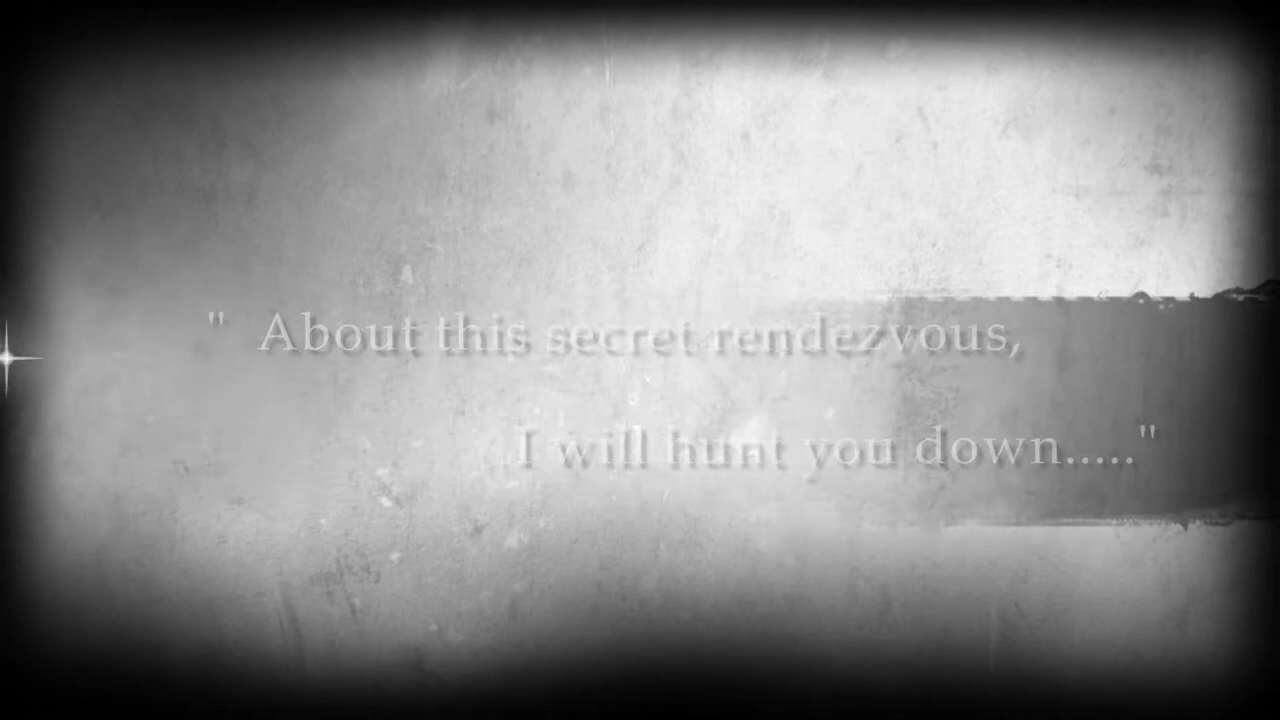 " About this secret rendezvous,
I will hunt you down....."